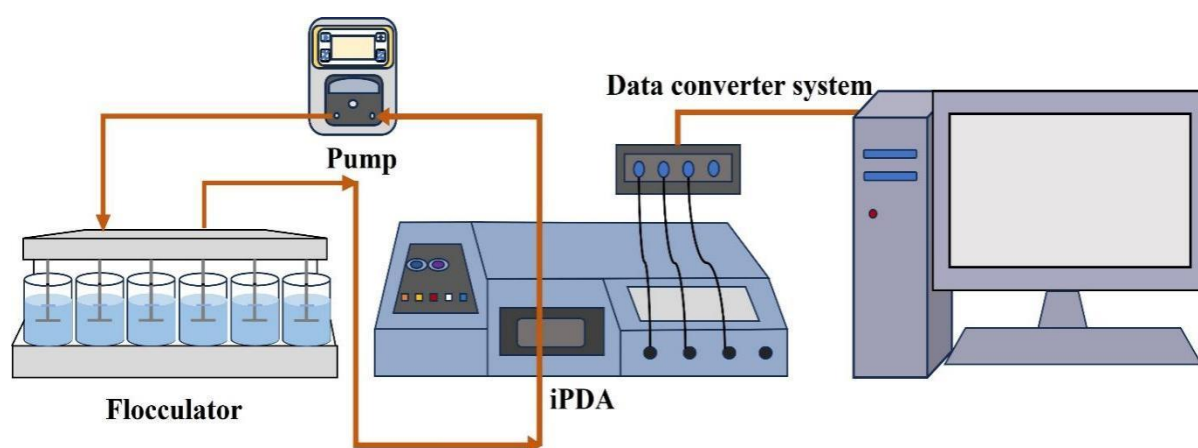 Data converter system
Pump
iPDA
Flocculator